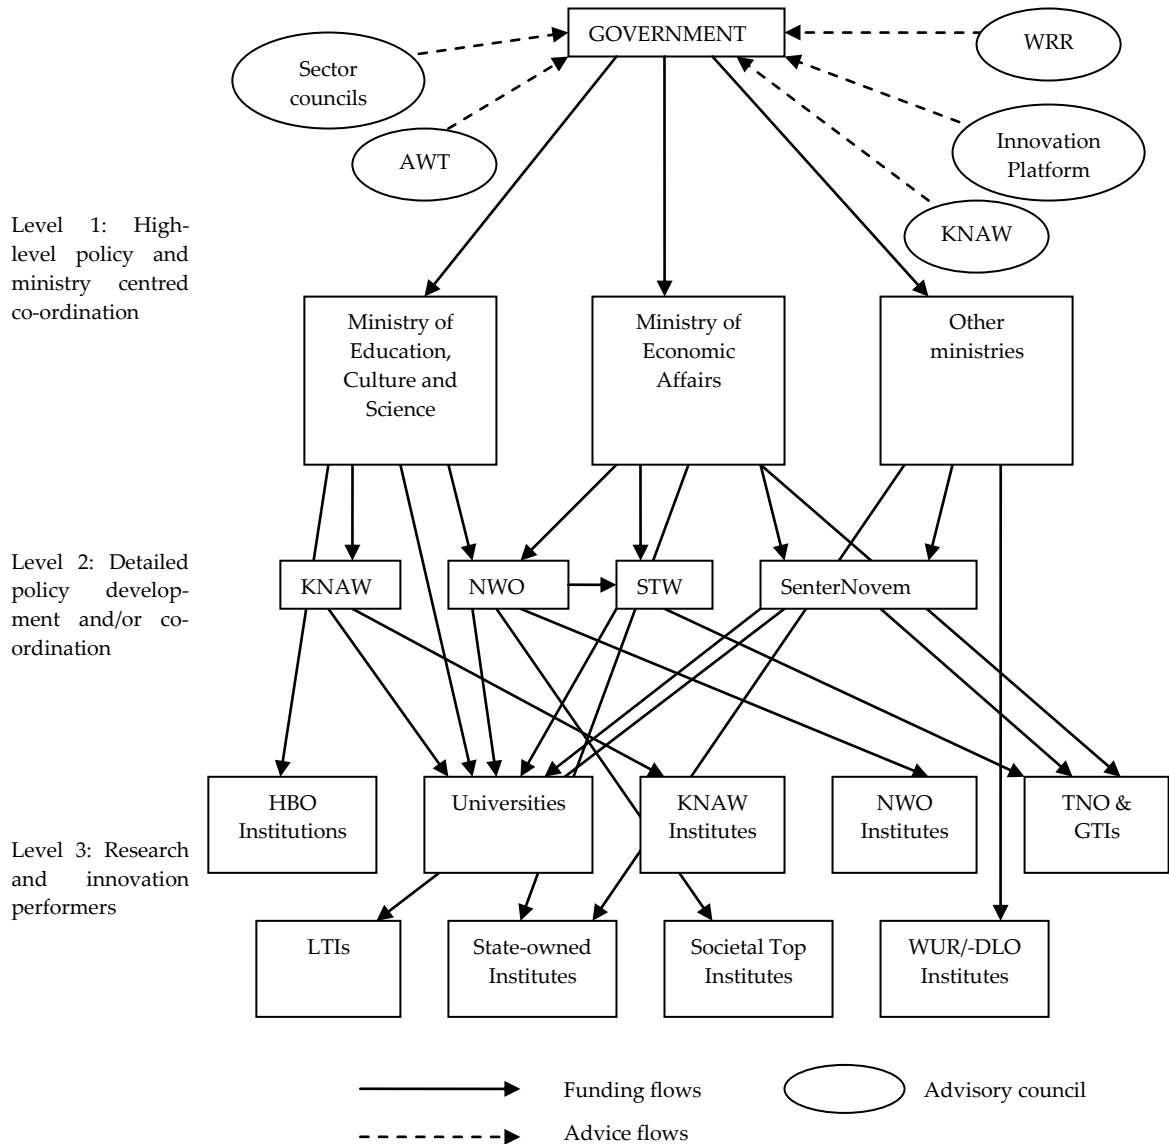 GOVERNMENT
WRR
Sector
councils
AWT
Innovation
Platform
KNAW
Level 1: High-
level policy and
ministry centred
co-ordination
Ministry of
Education,
Culture and
Science
Ministry of
Economic
Affairs
Other
ministries
Level 2: Detailed
policy develop-
ment and/or co-
ordination
KNAW
NWO
STW
SenterNovem
Level 3: Research
and innovation
performers
HBO
Institutions
Universities
KNAW
Institutes
NWO
Institutes
TNO &
GTIs
LTIs
State-owned
Institutes
Societal Top
Institutes
WUR/-DLO
Institutes
Funding flows
Advisory council
Advice flows